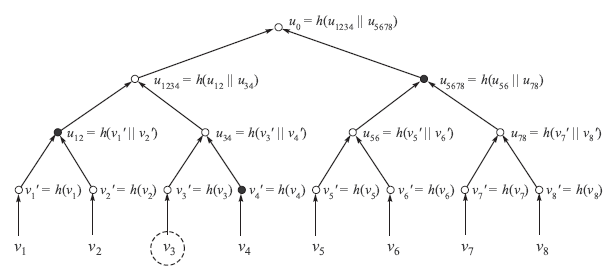 u₀ = h(u₁₂₃₄ || u₅₆₇₈)
u₁₂₃₄ = h(u₁₂ || u₃₄)
u₅₆₇₈ = h(u₅₆ || u₇₈)
u₁₂ = h(v₁′ || v₂′)
u₃₄ = h(v₃′ || v₄′)
u₅₆ = h(v₅′ || v₆′)
u₇₈ = h(v₇′ || v₈′)
v₁′ = h(v₁)
v₂′ = h(v₂)
v₃′ = h(v₃)
v₄′ = h(v₄)
v₅′ = h(v₅)
v₆′ = h(v₆)
v₇′ = h(v₇)
v₈′ = h(v₈)
v₁
v₂
v₃
v₄
v₅
v₆
v₇
v₈